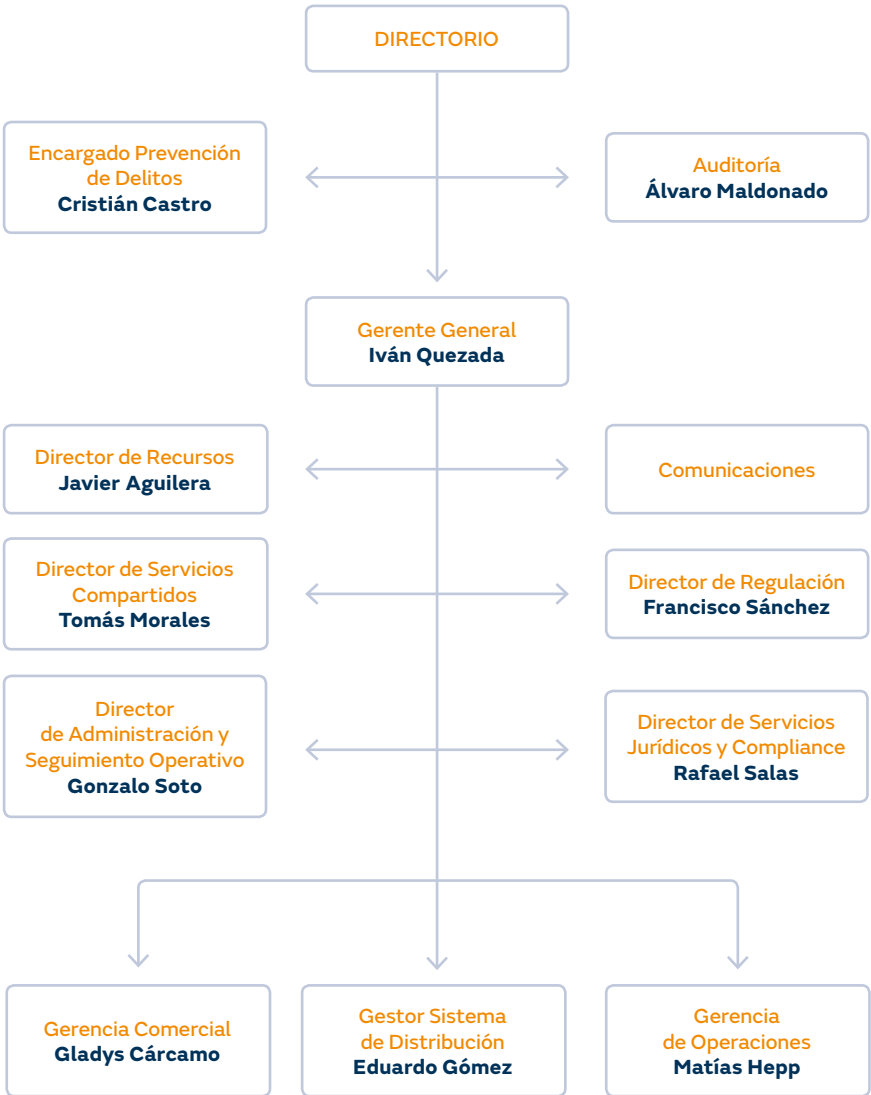 DIRECTORIO
Encargado Prevención
de Delitos
Cristián Castro
Auditoría
Álvaro Maldonado
Gerente General
Iván Quezada
Director de Recursos
Javier Aguilera
Comunicaciones
Director de Servicios
Compartidos
Tomás Morales
Director de Regulación
Francisco Sánchez
Director
de Administración y
Seguimiento Operativo
Gonzalo Soto
Director de Servicios
Jurídicos y Compliance
Rafael Salas
Gerencia Comercial
Gladys Cárcamo
Gestor Sistema
de Distribución
Eduardo Gómez
Gerencia
de Operaciones
Matías Hepp